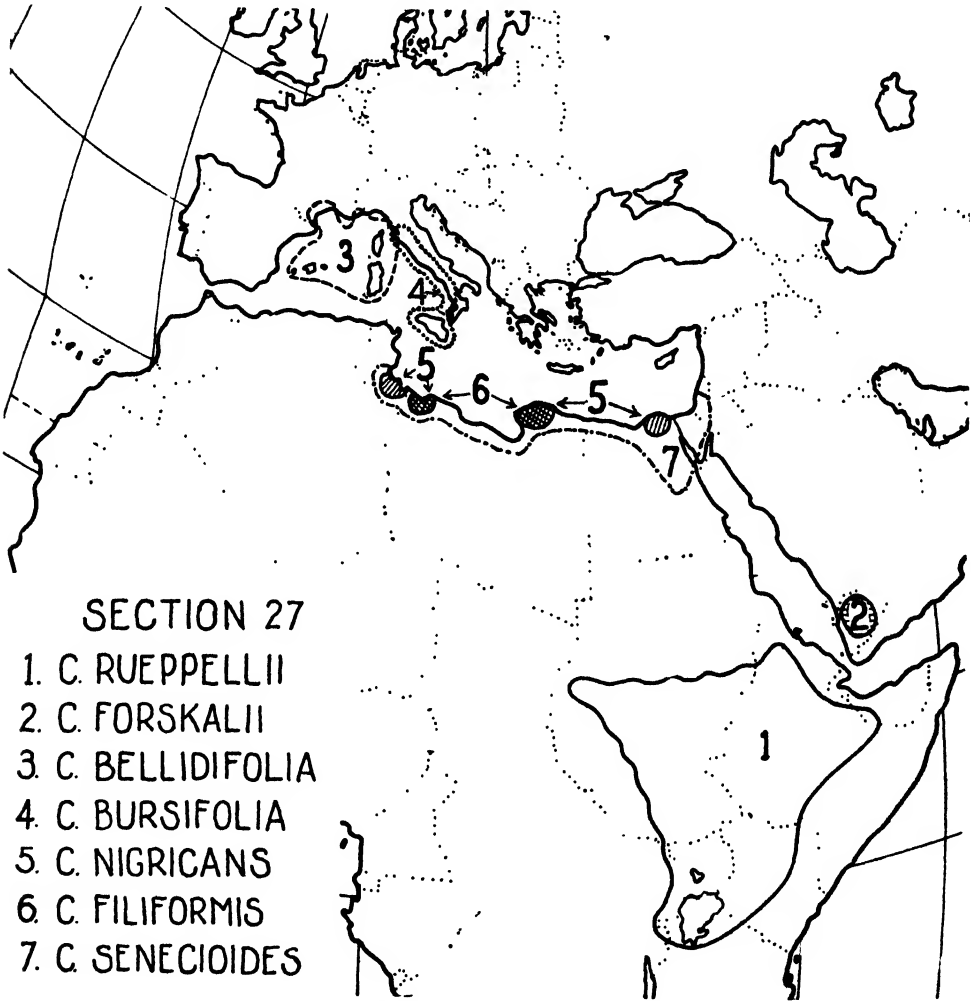 3
4
5
6
5
7
2
1
SECTION 27
1. C. RUEPPELLII
2. C. FORSKALII
3. C. BELLIDIFOLIA
4. C. BURSIFOLIA
5. C. NIGRICANS
6. C. FILIFORMIS
7. C. SENECIOIDES